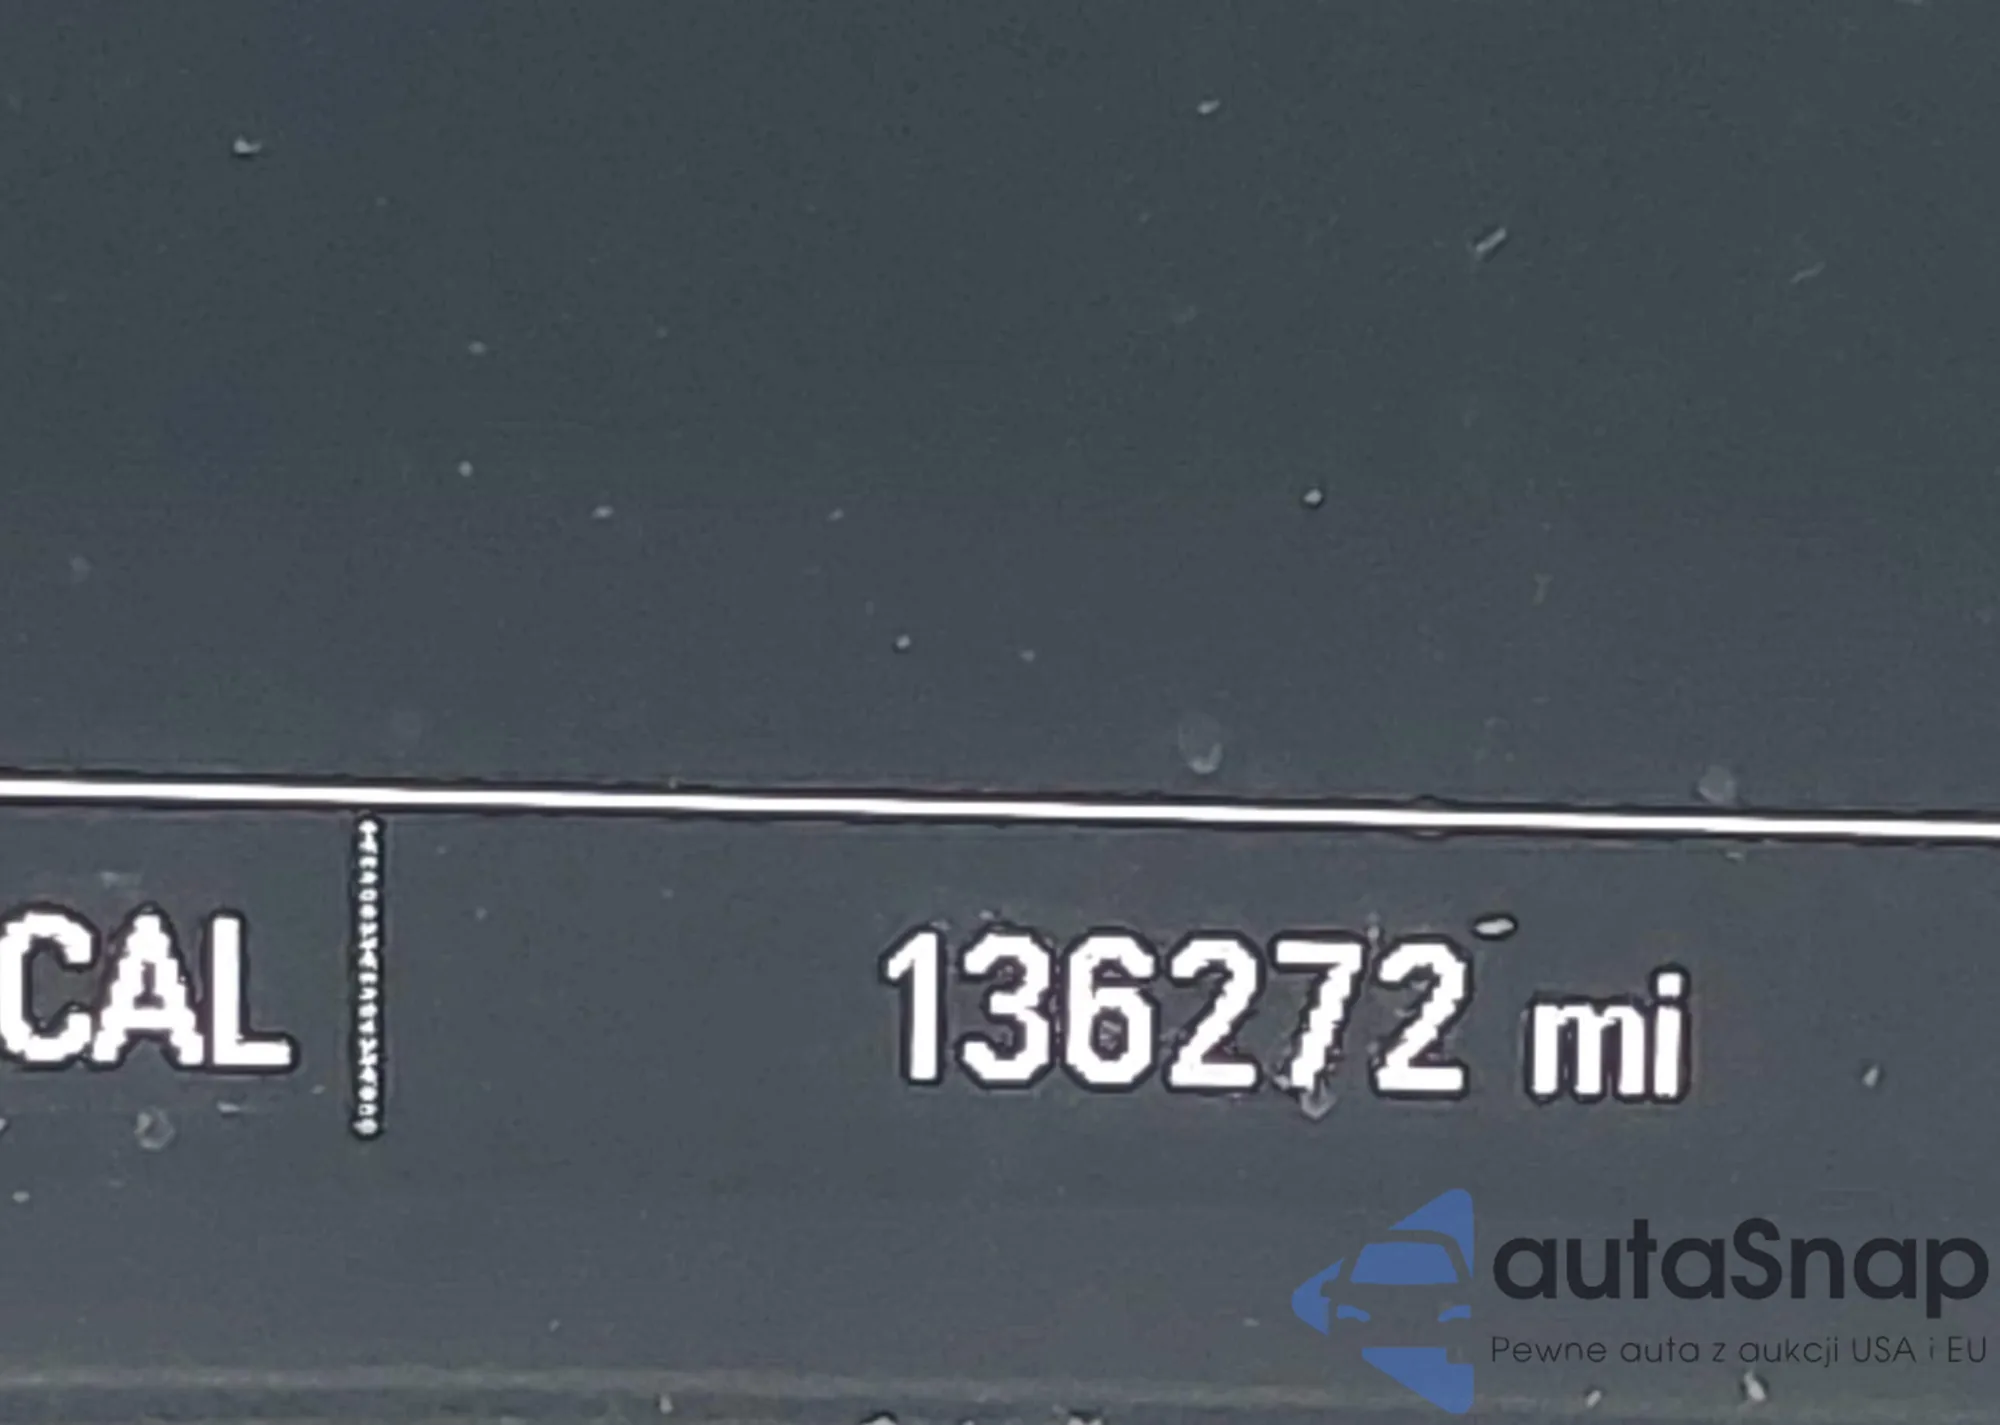 CAL 136272 mi
autaSnap
Pewne auta z aukcji USA i EU